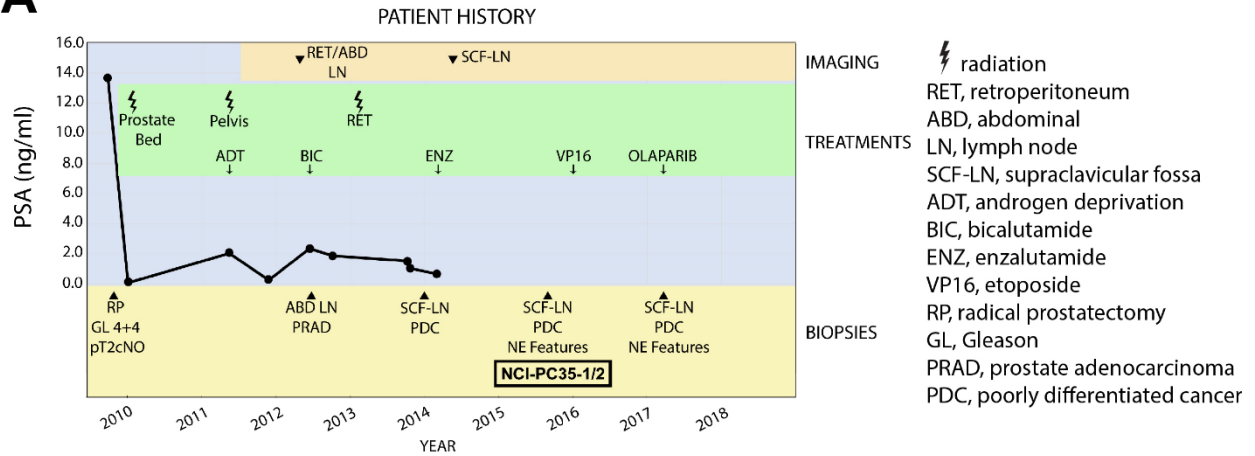 A
PATIENT HISTORY
PSA (ng/ml)
16.0
14.0
12.0
10.0
8.0
6.0
4.0
2.0
0.0
RET/ABD
LN
SCF-LN
IMAGING
Prostate
Bed
Pelvis
RET
ADT
BIC
ENZ
VP16
OLAPARIB
TREATMENTS
RP
GL 4+4
pT2cNO
ABD LN
PRAD
SCF-LN
PDC
SCF-LN
PDC
NE Features
NCI-PC35-1/2
SCF-LN
PDC
NE Features
BIOPSIES
2010
2011
2012
2013
2014
2015
2016
2017
2018
YEAR
radiation
RET, retroperitoneum
ABD, abdominal
LN, lymph node
SCF-LN, supraclavicular fossa
ADT, androgen deprivation
BIC, bicalutamide
ENZ, enzalutamide
VP16, etoposide
RP, radical prostatectomy
GL, Gleason
PRAD, prostate adenocarcinoma
PDC, poorly differentiated cancer